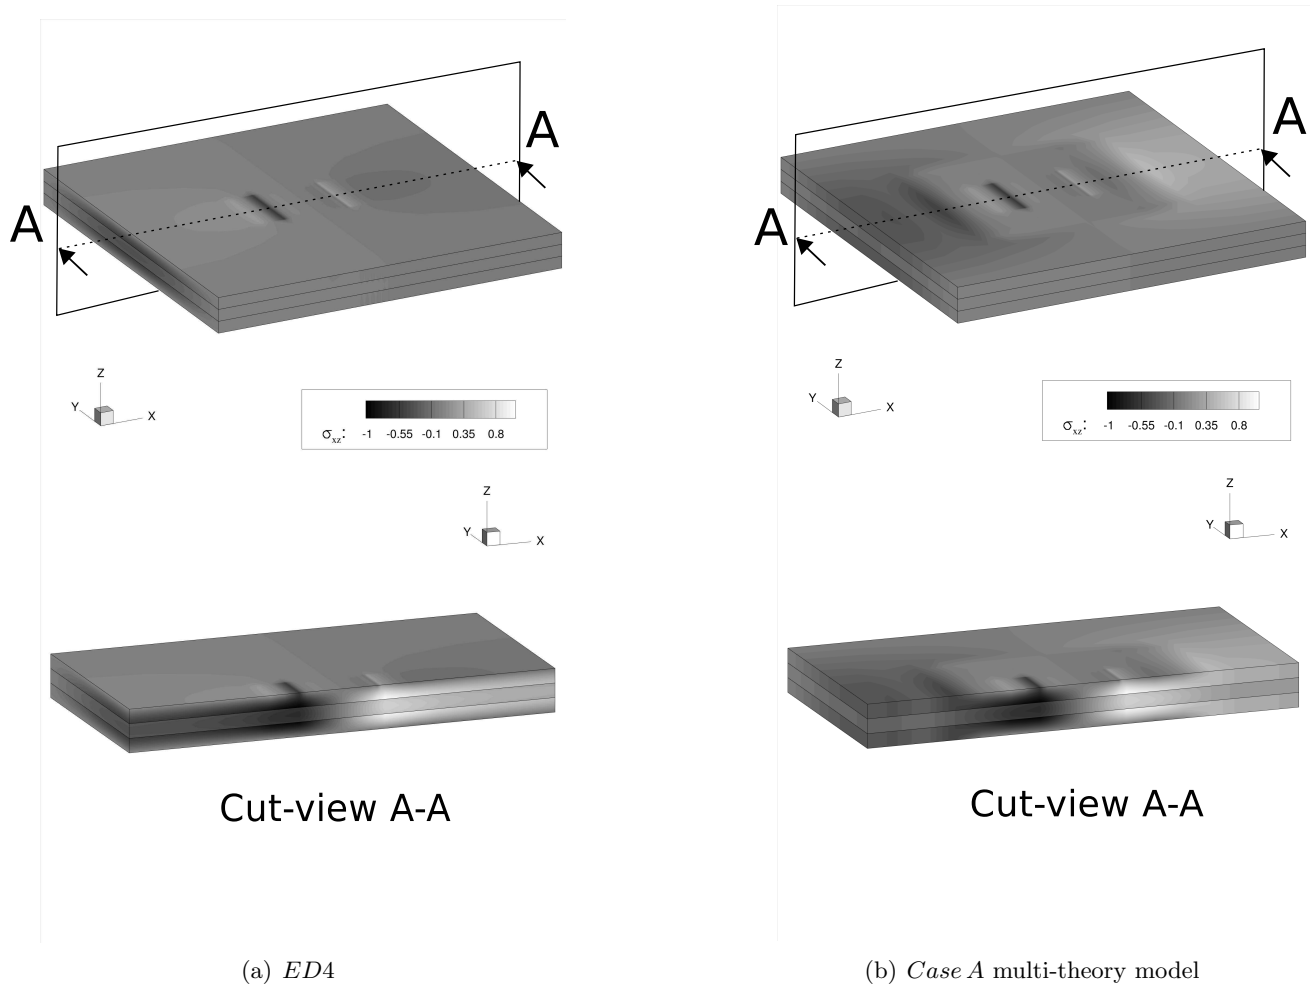 A
A
Z
Y
X
σxz: -1 -0.55 -0.1 0.35 0.8
Z
Y
X
Cut-view A-A
(a) ED4
A
A
Z
Y
X
σxz: -1 -0.55 -0.1 0.35 0.8
Z
Y
X
Cut-view A-A
(b) Case A multi-theory model